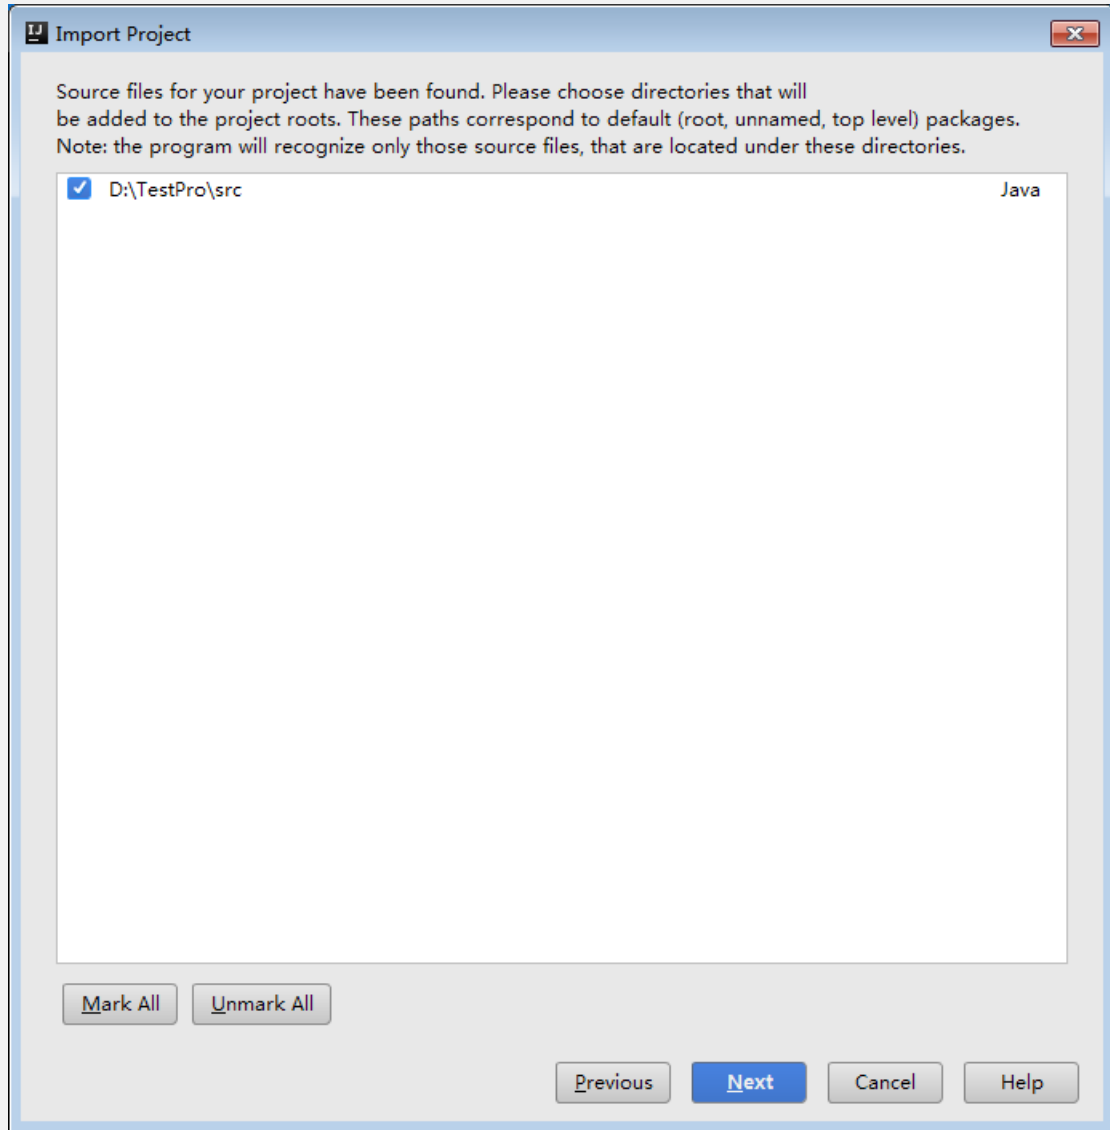 Import Project
Source files for your project have been found. Please choose directories that will
be added to the project roots. These paths correspond to default (root, unnamed, top level) packages.
Note: the program will recognize only those source files, that are located under these directories.
D:\TestPro\src Java
Mark All Unmark All
Previous Next Cancel Help